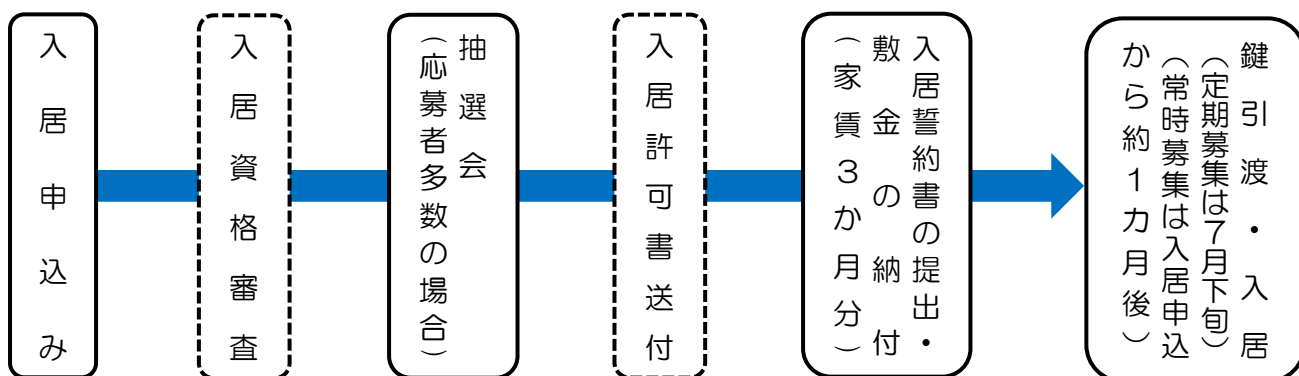 入居申込み
入居資格審査
抽選会
（応募者多数の場合）
入居許可書送付
入居誓約書の提出・
敷金の納付
（家賃３か月分）
鍵引渡・入居
（定期募集は７月下旬）
（常時募集は入居申込
から約１カ月後）